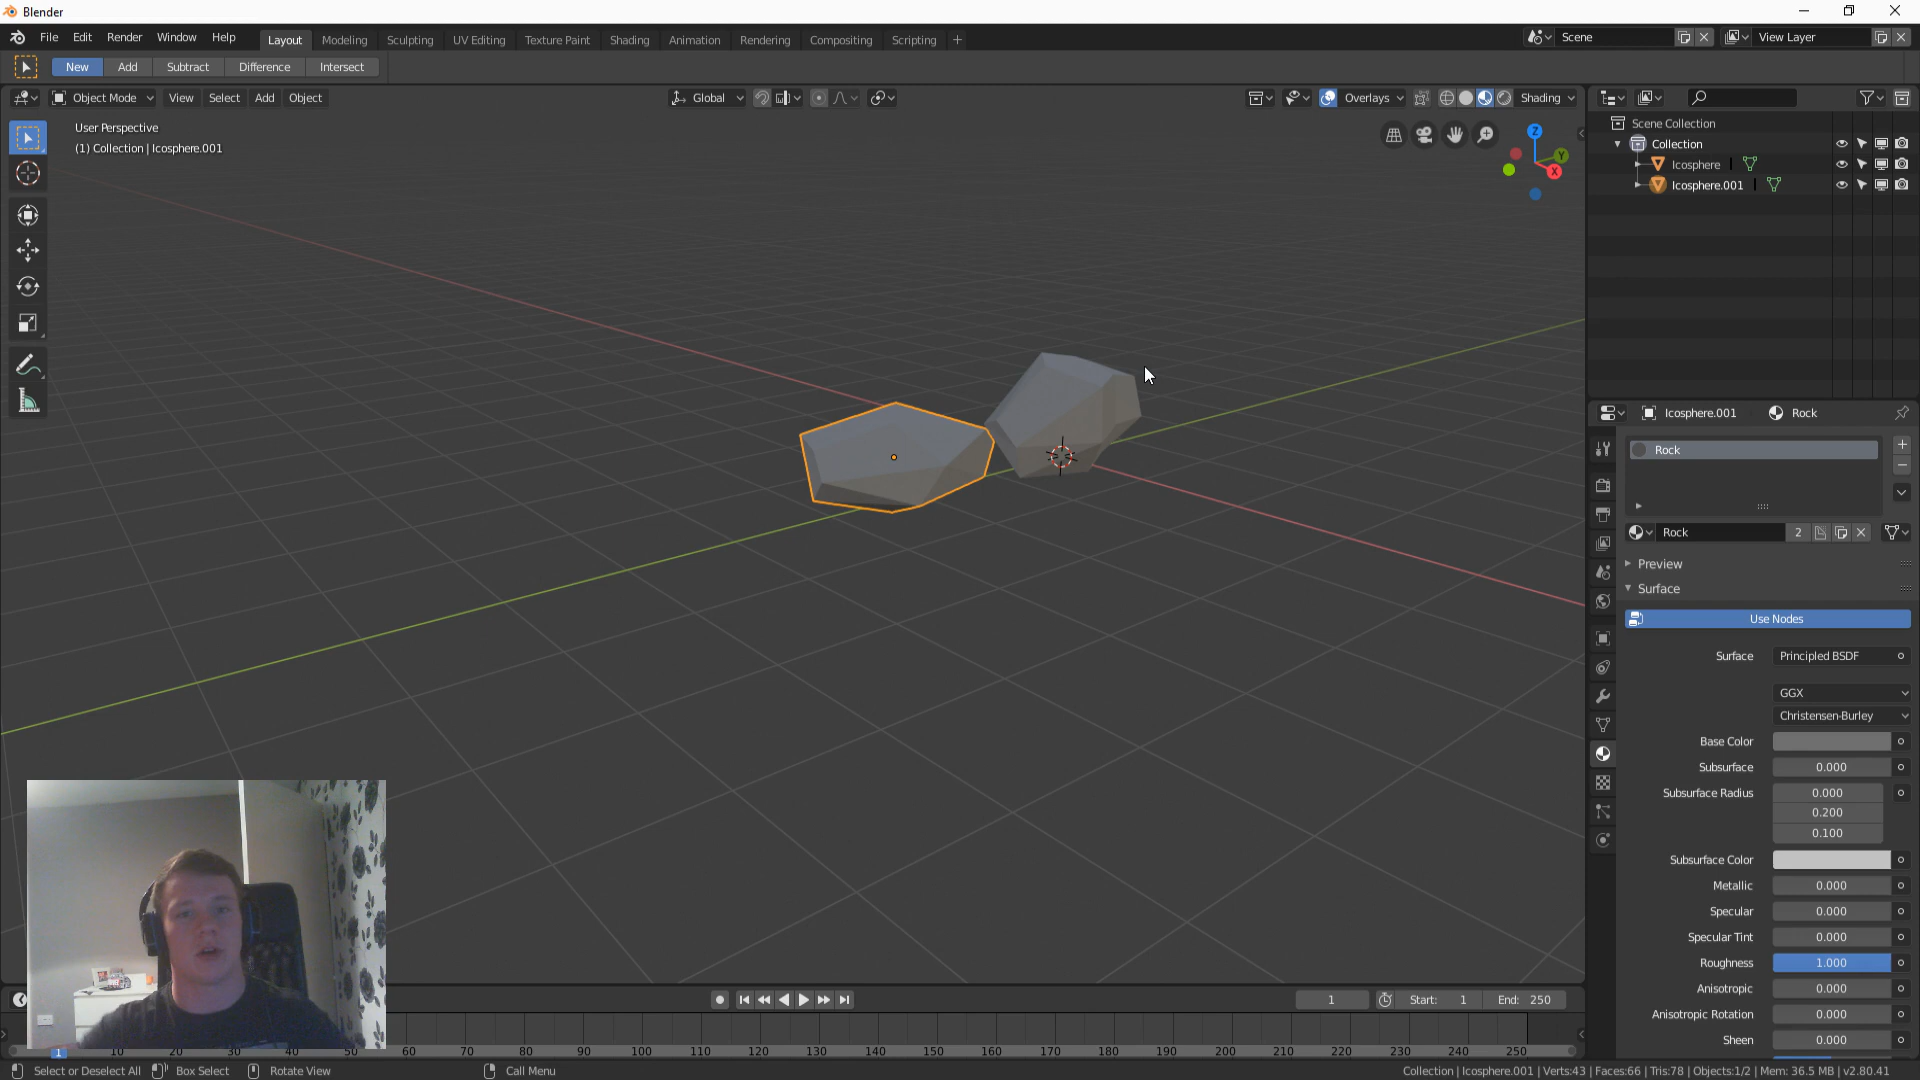 Blender
File Edit Render Window Help Layout Modeling Sculpting UV Editing Texture Paint Shading Animation Rendering Compositing Scripting + Scene View Layer
New Add Subtract Difference Intersect
Object Mode View Select Add Object Global Overlays Shading
User Perspective
(1) Collection | Icosphere.001
Z
Y
X
Scene Collection
Collection
Icosphere
Icosphere.001
Icosphere.001 Rock
Rock
Rock 2
Preview
Surface
Use Nodes
Surface Principled BSDF
GGX
Christensen-Burley
Base Color
Subsurface 0.000
Subsurface Radius 0.000
0.200
0.100
Subsurface Color
Metallic 0.000
Specular 0.000
Specular Tint 0.000
Roughness 1.000
Anisotropic 0.000
Anisotropic Rotation 0.000
Sheen 0.000
1 Start: 1 End: 250
1 10 20 30 40 50 60 70 80 90 100 110 120 130 140 150 160 170 180 190 200 210 220 230 240 250
Select or Deselect All Box Select Rotate View Call Menu Collection | Icosphere.001 | Verts:43 | Faces:66 | Tris:78 | Objects:1/2 | Mem: 36.5 MB | v2.80.41